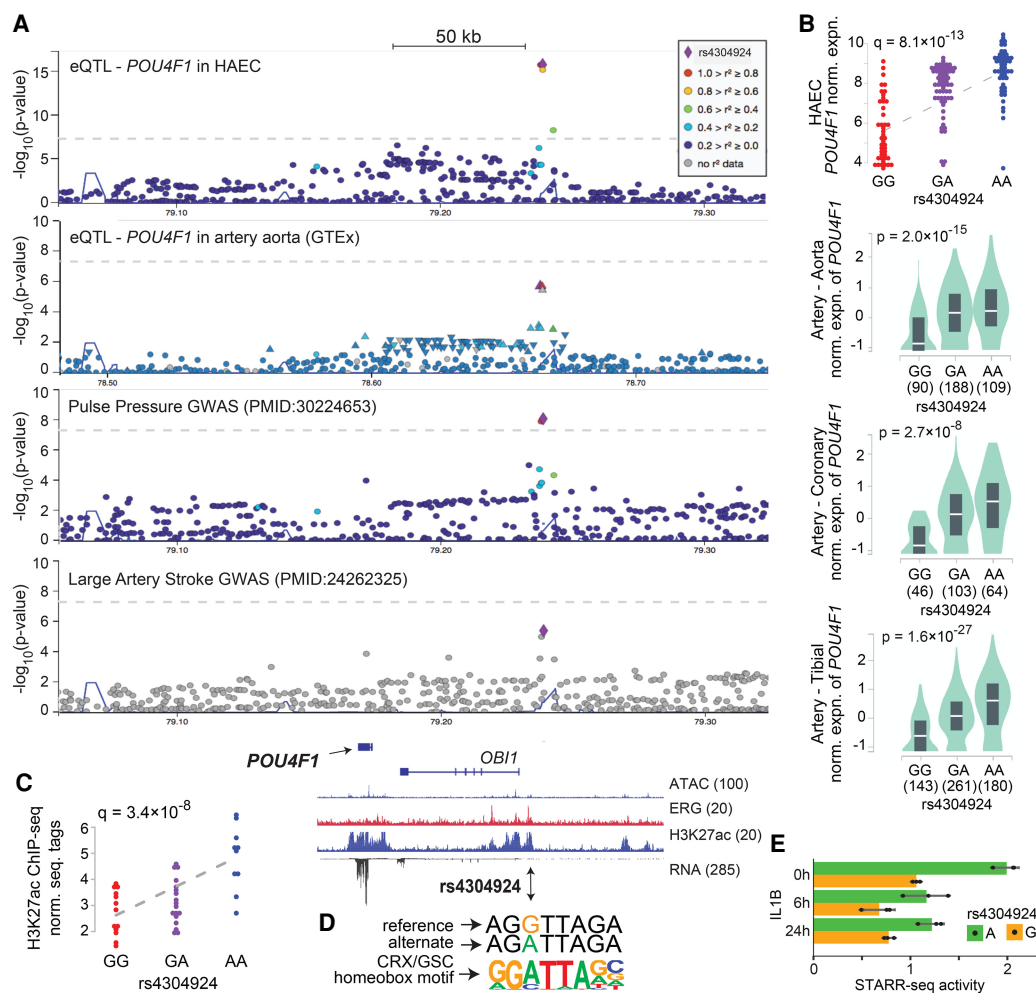 A
50 kb
eQTL - POU4F1 in HAEC
rs4304924
1.0 > r² ≥ 0.8
0.8 > r² ≥ 0.6
0.6 > r² ≥ 0.4
0.4 > r² ≥ 0.2
0.2 > r² ≥ 0.0
no r² data
-log10(p-value)
15
10
5
0
79.10 79.20 79.30
eQTL - POU4F1 in artery aorta (GTEx)
-log10(p-value)
10
8
6
4
2
0
78.50 78.60 78.70
Pulse Pressure GWAS (PMID:30224653)
-log10(p-value)
10
8
6
4
2
0
79.10 79.20 79.30
Large Artery Stroke GWAS (PMID:24262325)
-log10(p-value)
10
8
6
4
2
0
79.10 79.20 79.30
POU4F1
OBI1
ATAC (100)
ERG (20)
H3K27ac (20)
RNA (285)
rs4304924
B
HAEC
POU4F1 norm. expn.
q = 8.1×10-13
10
8
6
4
GG GA AA
rs4304924
Artery - Aorta
norm. expn. of POU4F1
p = 2.0×10-15
2
1
0
-1
GG GA AA
(90) (188) (109)
rs4304924
Artery - Coronary
norm. expn. of POU4F1
p = 2.7×10-8
2
1
0
-1
GG GA AA
(46) (103) (64)
rs4304924
Artery - Tibial
norm. expn. of POU4F1
p = 1.6×10-27
2
1
0
-1
GG GA AA
(143) (261) (180)
rs4304924
C
H3K27ac ChIP-seq
norm. seq. tags
q = 3.4×10-8
6
5
4
3
2
GG GA AA
rs4304924
D
reference AGGTTAGA
alternate AGATTAGA
CRX/GSC
homeobox motif GGATTAGC
E
IL1B
0h
6h
24h
rs4304924
A G
0 1 2
STARR-seq activity